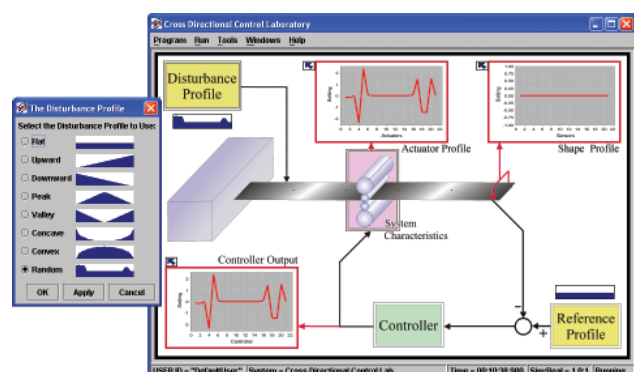 Cross Directional Control Laboratory
Program Run Tools Windows Help
Disturbance
Profile
Setting
Actuators
Actuator Profile
Setting
Sensors
Shape Profile
The Disturbance Profile
Select the Disturbance Profile to Use:
Flat
Upward
Downward
Peak
Valley
Concave
Convex
Random
OK Apply Cancel
System
Characteristics
Controller Output
Setting
Controller
Controller
-
+
Reference
Profile
USER ID = "DefaultUser" System = Cross Directional Control Lab
Running